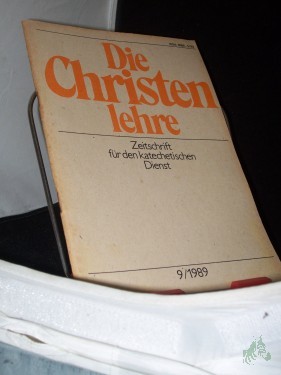 Die
Christen
lehre
Zeitschrift
für den katechetischen
Dienst
9/1989